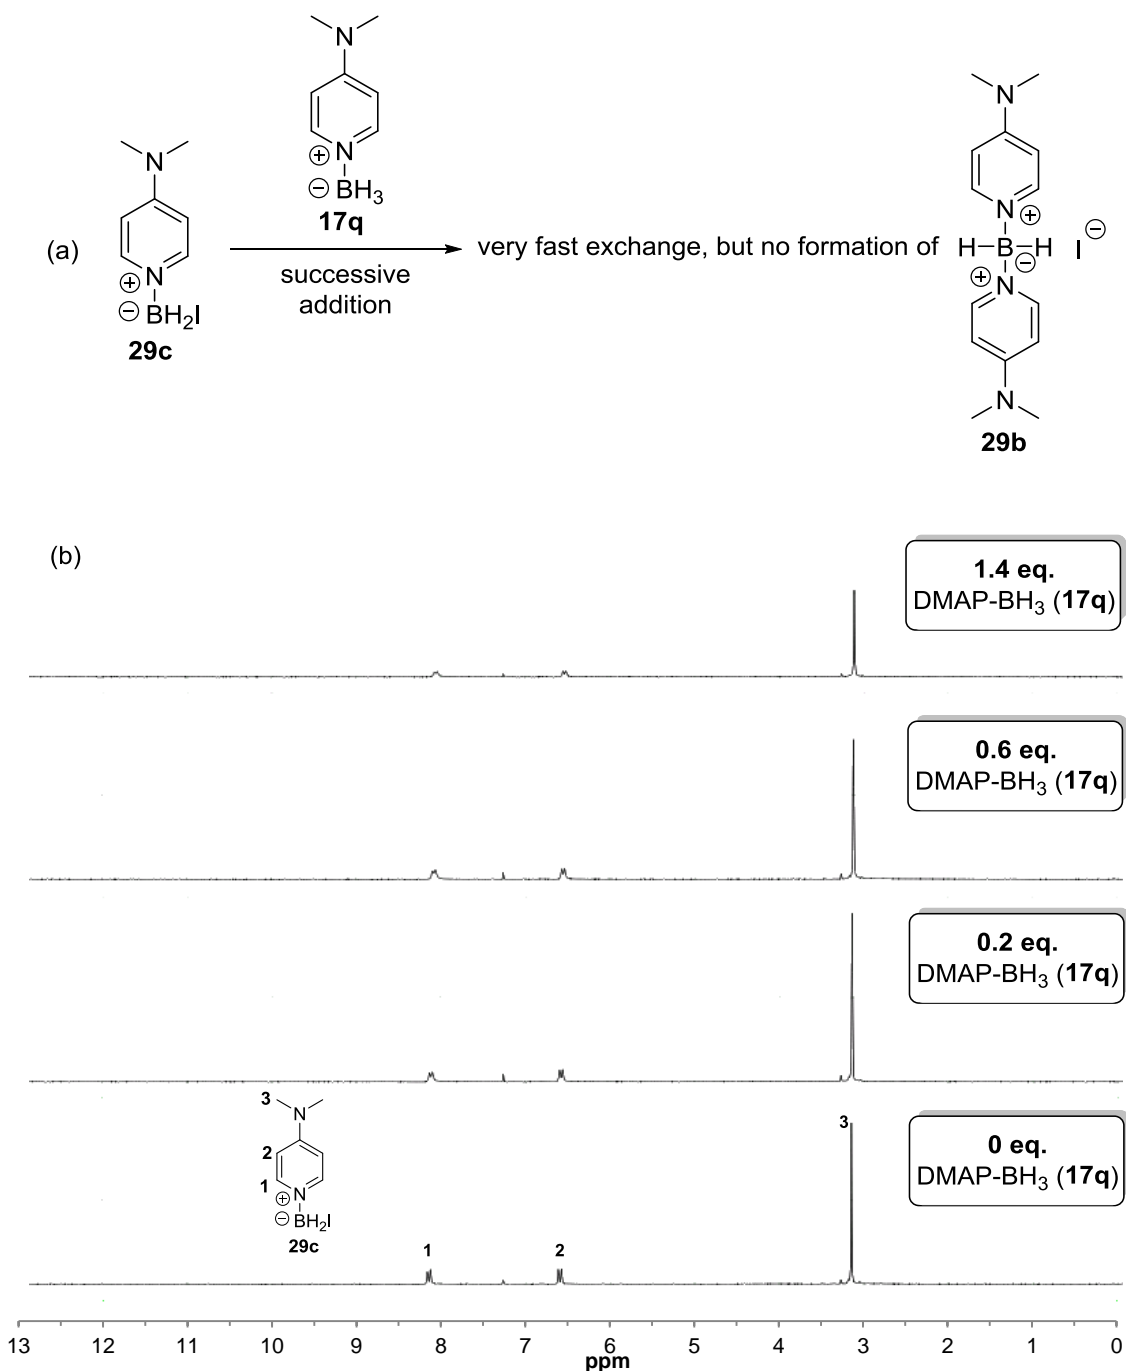 N
N
⊕
⊖ BH₃
17q
(a)
N
N
⊕
⊖ BH₂I
29c
successive
addition
very fast exchange, but no formation of
N
N
⊕
H B H
⊖
I⊖
⊕ N
N
29b
(b)
1.4 eq.
DMAP-BH₃ (17q)
0.6 eq.
DMAP-BH₃ (17q)
0.2 eq.
DMAP-BH₃ (17q)
3
N
2
1
N
⊕
⊖ BH₂I
29c
1
2
3
0 eq.
DMAP-BH₃ (17q)
13 12 11 10 9 8 7 6 5 4 3 2 1 0
ppm